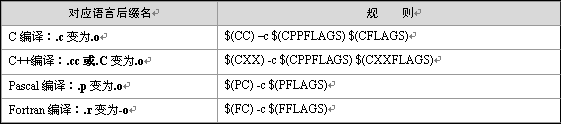 对应语言后缀名 规 则
C 编译：.c 变为.o $(CC) –c $(CPPFLAGS) $(CFLAGS)
C++编译：.cc 或.C 变为.o $(CXX) -c $(CPPFLAGS) $(CXXFLAGS)
Pascal 编译：.p 变为.o $(PC) -c $(PFLAGS)
Fortran 编译：.r 变为-o $(FC) -c $(FFLAGS)